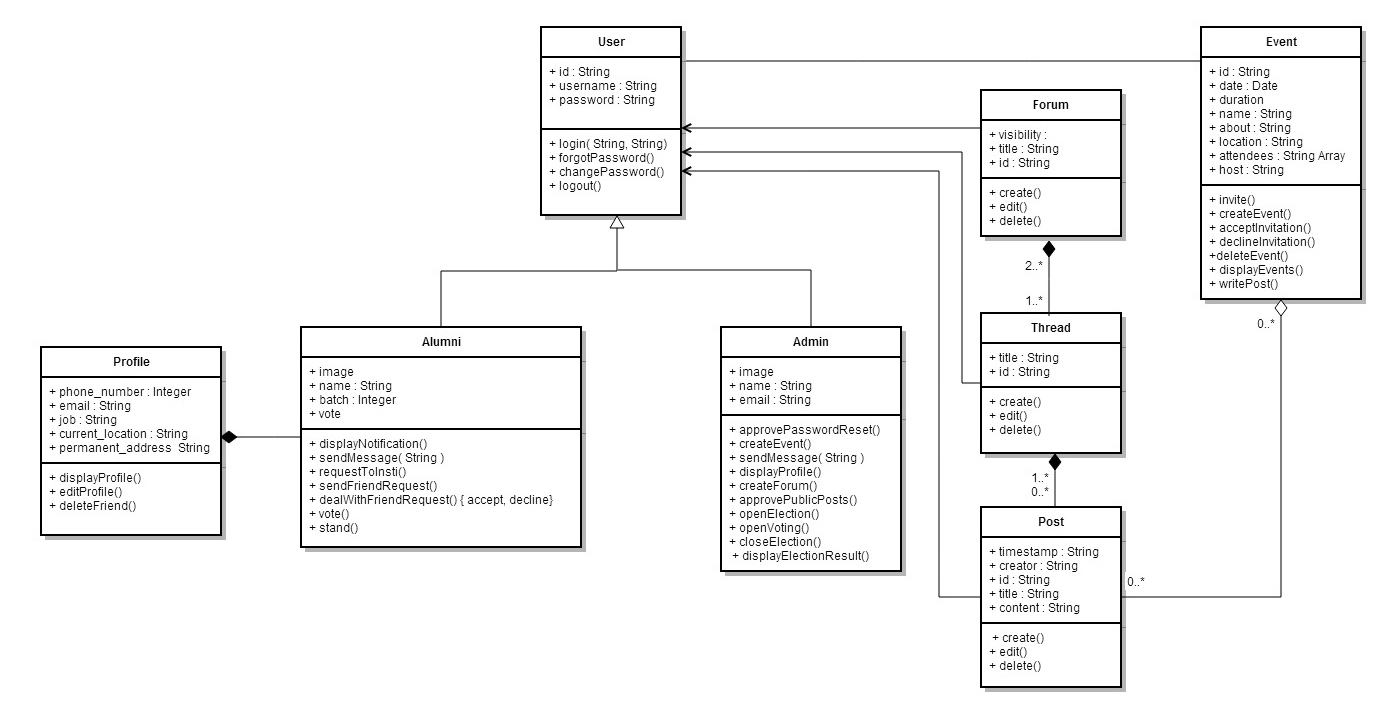 User
+ id : String
+ username : String
+ password : String
+ login( String, String)
+ forgotPassword()
+ changePassword()
+ logout()
Event
+ id : String
+ date : Date
+ duration
+ name : String
+ about : String
+ location : String
+ attendees : String Array
+ host : String
+ invite()
+ createEvent()
+ acceptInvitation()
+ declineInvitation()
+deleteEvent()
+ displayEvents()
+ writePost()
0..*
Forum
+ visibility :
+ title : String
+ id : String
+ create()
+ edit()
+ delete()
2..*
1..*
Thread
+ title : String
+ id : String
+ create()
+ edit()
+ delete()
1..*
0..*
Profile
+ phone_number : Integer
+ email : String
+ job : String
+ current_location : String
+ permanent_address String
+ displayProfile()
+ editProfile()
+ deleteFriend()
Alumni
+ image
+ name : String
+ batch : Integer
+ vote
+ displayNotification()
+ sendMessage( String )
+ requestToInsti()
+ sendFriendRequest()
+ dealWithFriendRequest() { accept, decline}
+ vote()
+ stand()
Admin
+ image
+ name : String
+ email : String
+ approvePasswordReset()
+ createEvent()
+ sendMessage( String )
+ displayProfile()
+ createForum()
+ approvePublicPosts()
+ openElection()
+ openVoting()
+ closeElection()
+ displayElectionResult()
Post
+ timestamp : String
+ creator : String
+ id : String
+ title : String
+ content : String
+ create()
+ edit()
+ delete()
0..*